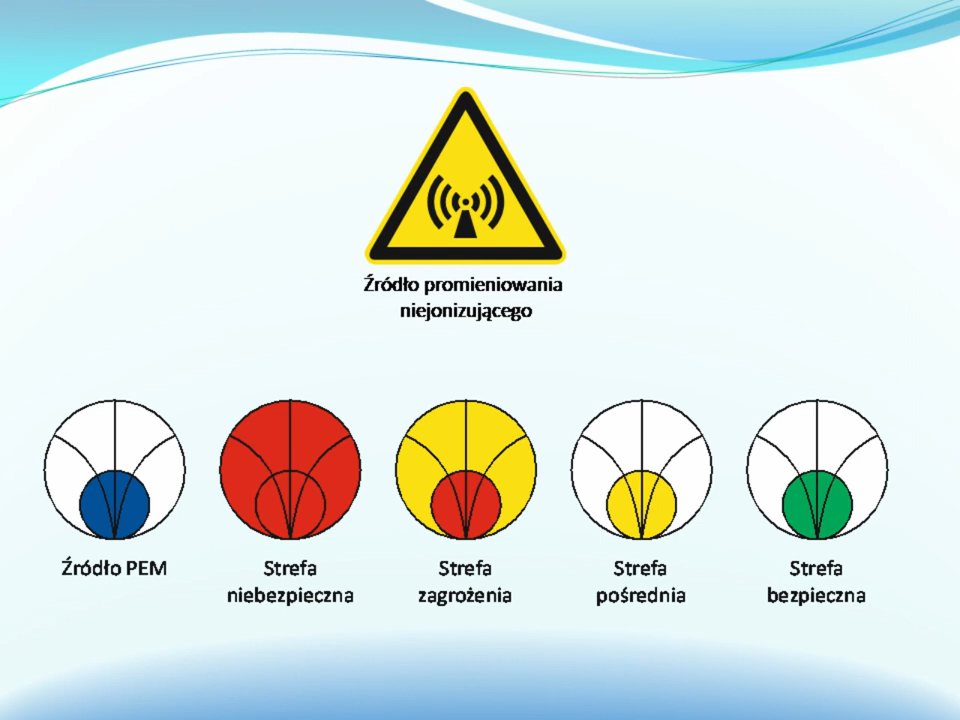 Źródło promieniowania
niejonizującego
Źródło PEM
Strefa
niebezpieczna
Strefa
zagrożenia
Strefa
pośrednia
Strefa
bezpieczna